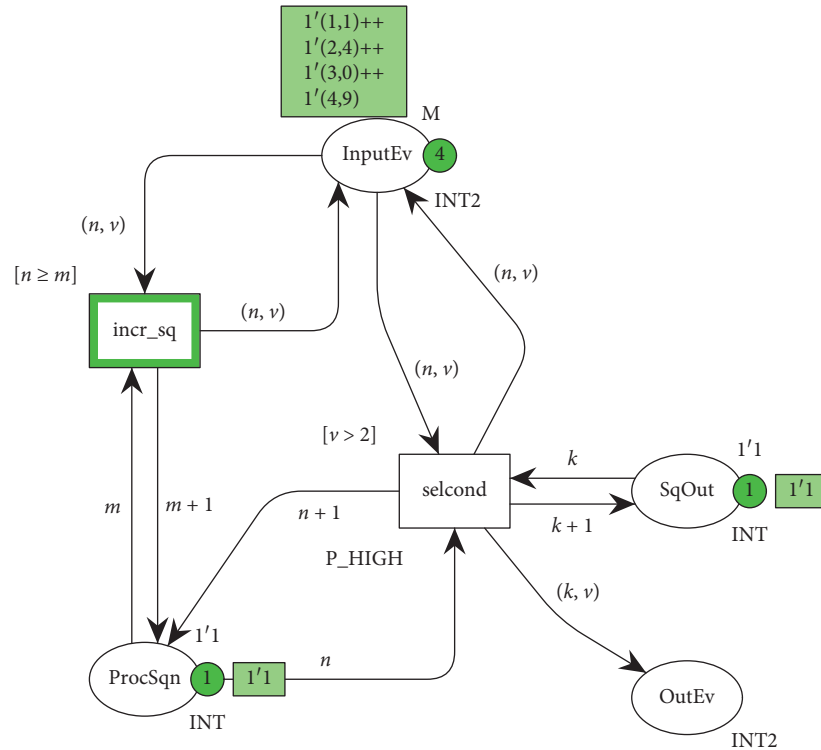 1′(1,1)++
1′(2,4)++
1′(3,0)++
1′(4,9)
M
InputEv
4
INT2
(n, v)
(n, v)
[n ≥ m]
incr_sq
(n, v)
(n, v)
[v > 2]
1′1
k
selcond
SqOut
1
1′1
m
m + 1
n + 1
k + 1
INT
P_HIGH
(k, v)
1′1
n
ProcSqn
1
1′1
OutEv
INT
INT2